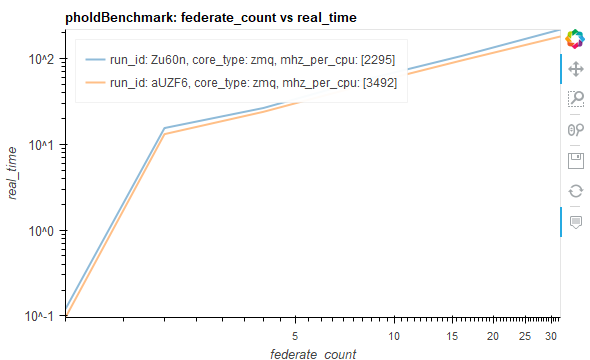 pholdBenchmark: federate_count vs real_time
run_id: Zu60n, core_type: zmq, mhz_per_cpu: [2295]
run_id: aUZF6, core_type: zmq, mhz_per_cpu: [3492]
10^2
10^1
10^0
10^-1
real_time
5
10
15
20
25
30
federate_count